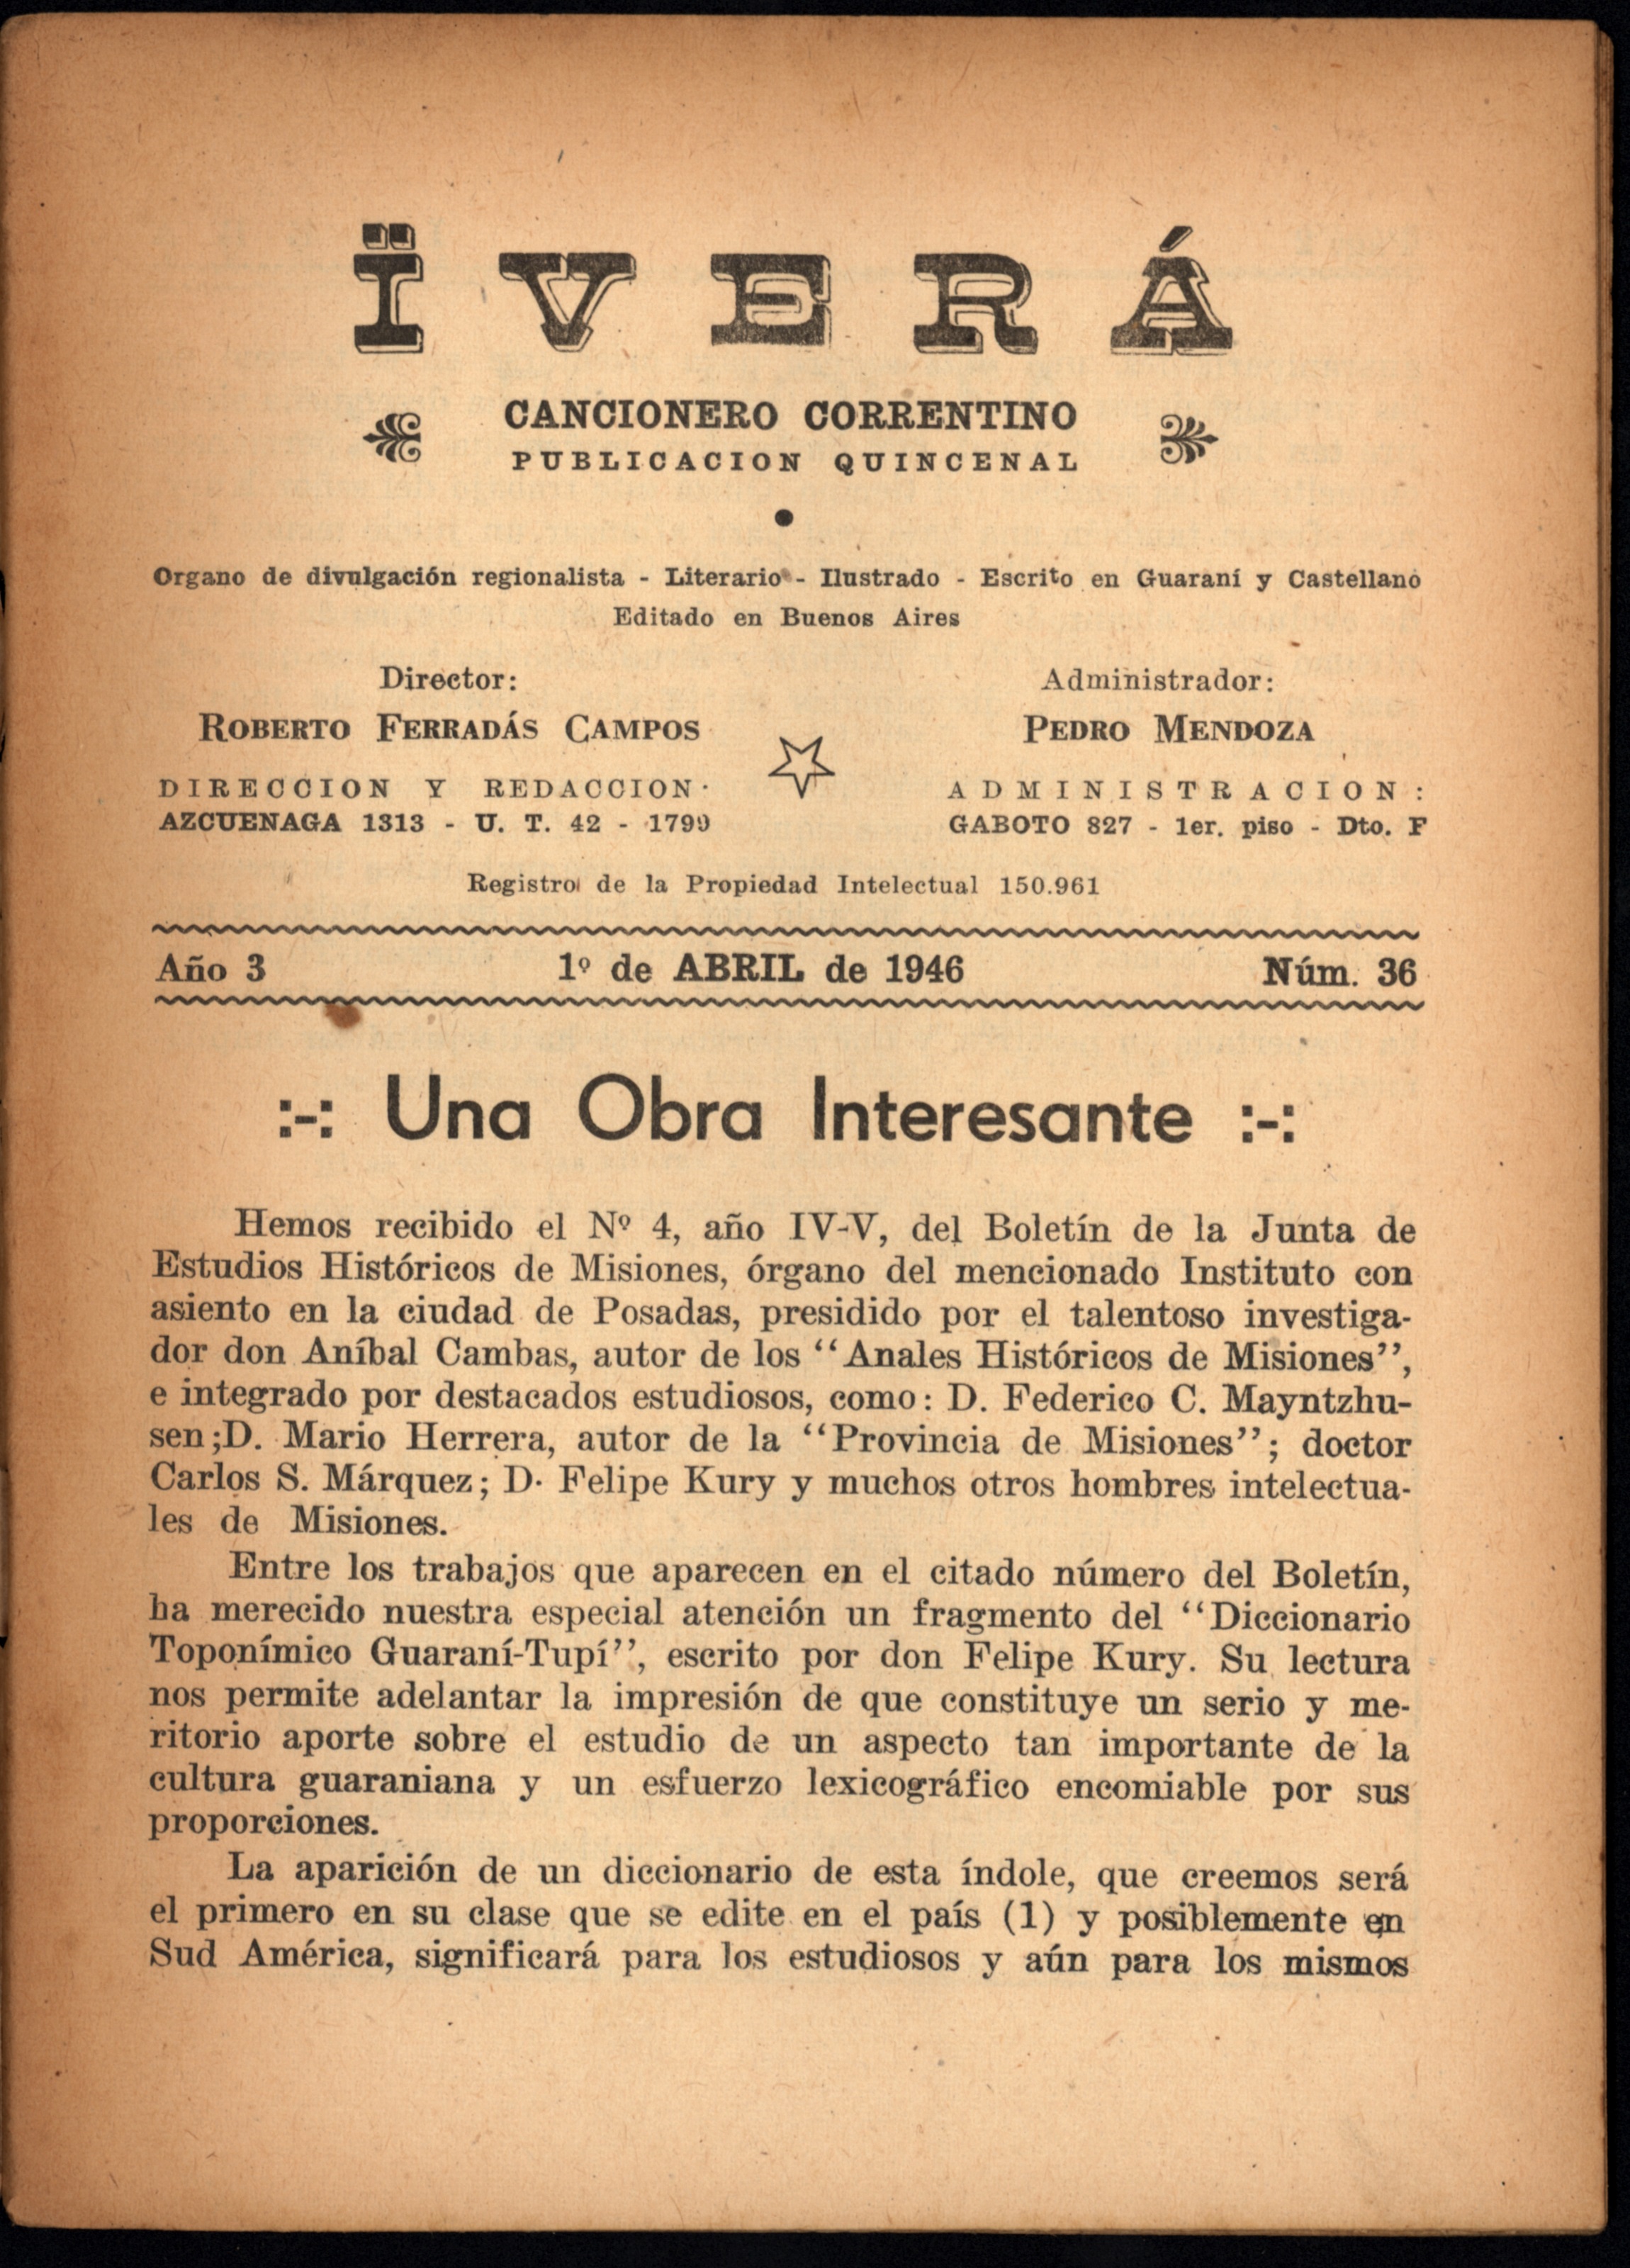 ÏVERÁ
CANCIONERO CORRENTINO
PUBLICACION QUINCENAL
Organo de divulgación regionalista - Literario - Ilustrado - Escrito en Guaraní y Castellano
Editado en Buenos Aires
Director:
ROBERTO FERRADÁS CAMPOS
DIRECCION Y REDACCION·
AZCUENAGA 1313 - U. T. 42 - 1799
Administrador:
PEDRO MENDOZA
ADMINISTRACION:
GABOTO 827 - 1er. piso - Dto. F
Registro de la Propiedad Intelectual 150.961
Año 3 1º de ABRIL de 1946 Núm. 36
:-: Una Obra Interesante :-:
Hemos recibido el Nº 4, año IV-V, del Boletín de la Junta de
Estudios Históricos de Misiones, órgano del mencionado Instituto con
asiento en la ciudad de Posadas, presidido por el talentoso investiga-
dor don Aníbal Cambas, autor de los ‘‘Anales Históricos de Misiones’’,
e integrado por destacados estudiosos, como: D. Federico C. Mayntzhu-
sen;D. Mario Herrera, autor de la ‘‘Provincia de Misiones’’; doctor
Carlos S. Márquez; D· Felipe Kury y muchos otros hombres intelectua-
les de Misiones.
Entre los trabajos que aparecen en el citado número del Boletín,
ha merecido nuestra especial atención un fragmento del ‘‘Diccionario
Toponímico Guaraní-Tupí’’, escrito por don Felipe Kury. Su lectura
nos permite adelantar la impresión de que constituye un serio y me-
ritorio aporte sobre el estudio de un aspecto tan importante de la
cultura guaraniana y un esfuerzo lexicográfico encomiable por sus
proporciones.
La aparición de un diccionario de esta índole, que creemos será
el primero en su clase que se edite en el país (1) y posiblemente en
Sud América, significará para los estudiosos y aún para los mismos